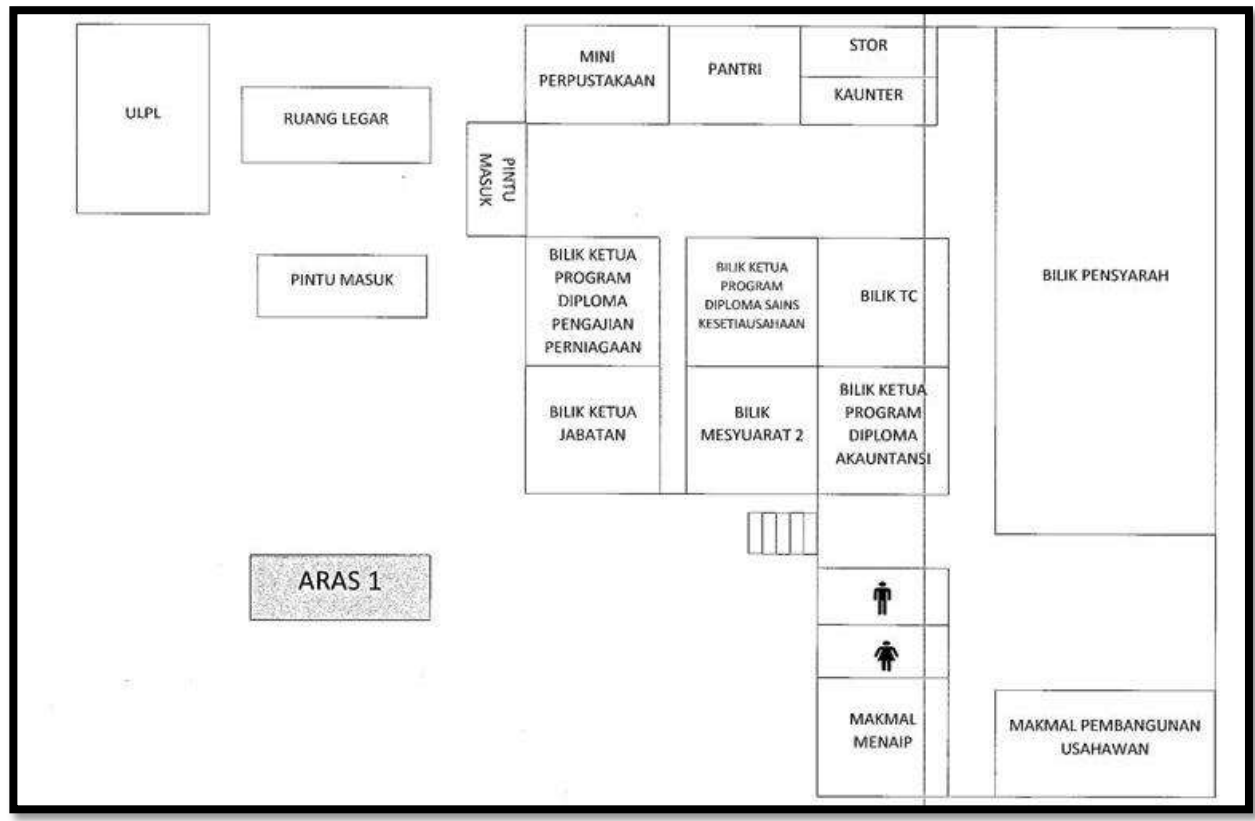 ULPL
RUANG LEGAR
PINTU MASUK
MINI
PERPUSTAKAAN
PANTRI
STOR
KAUNTER
PINTU
MASUK
BILIK KETUA
PROGRAM
DIPLOMA
PENGAJIAN
PERNIAGAAN
BILIK KETUA
PROGRAM
DIPLOMA SAINS
KESETIAUSAHAAN
BILIK TC
BILIK PENSYARAH
BILIK KETUA
JABATAN
BILIK
MESYUARAT 2
BILIK KETUA
PROGRAM
DIPLOMA
AKAUNTANSI
ARAS 1
MAKMAL
MENAIP
MAKMAL PEMBANGUNAN
USAHAWAN